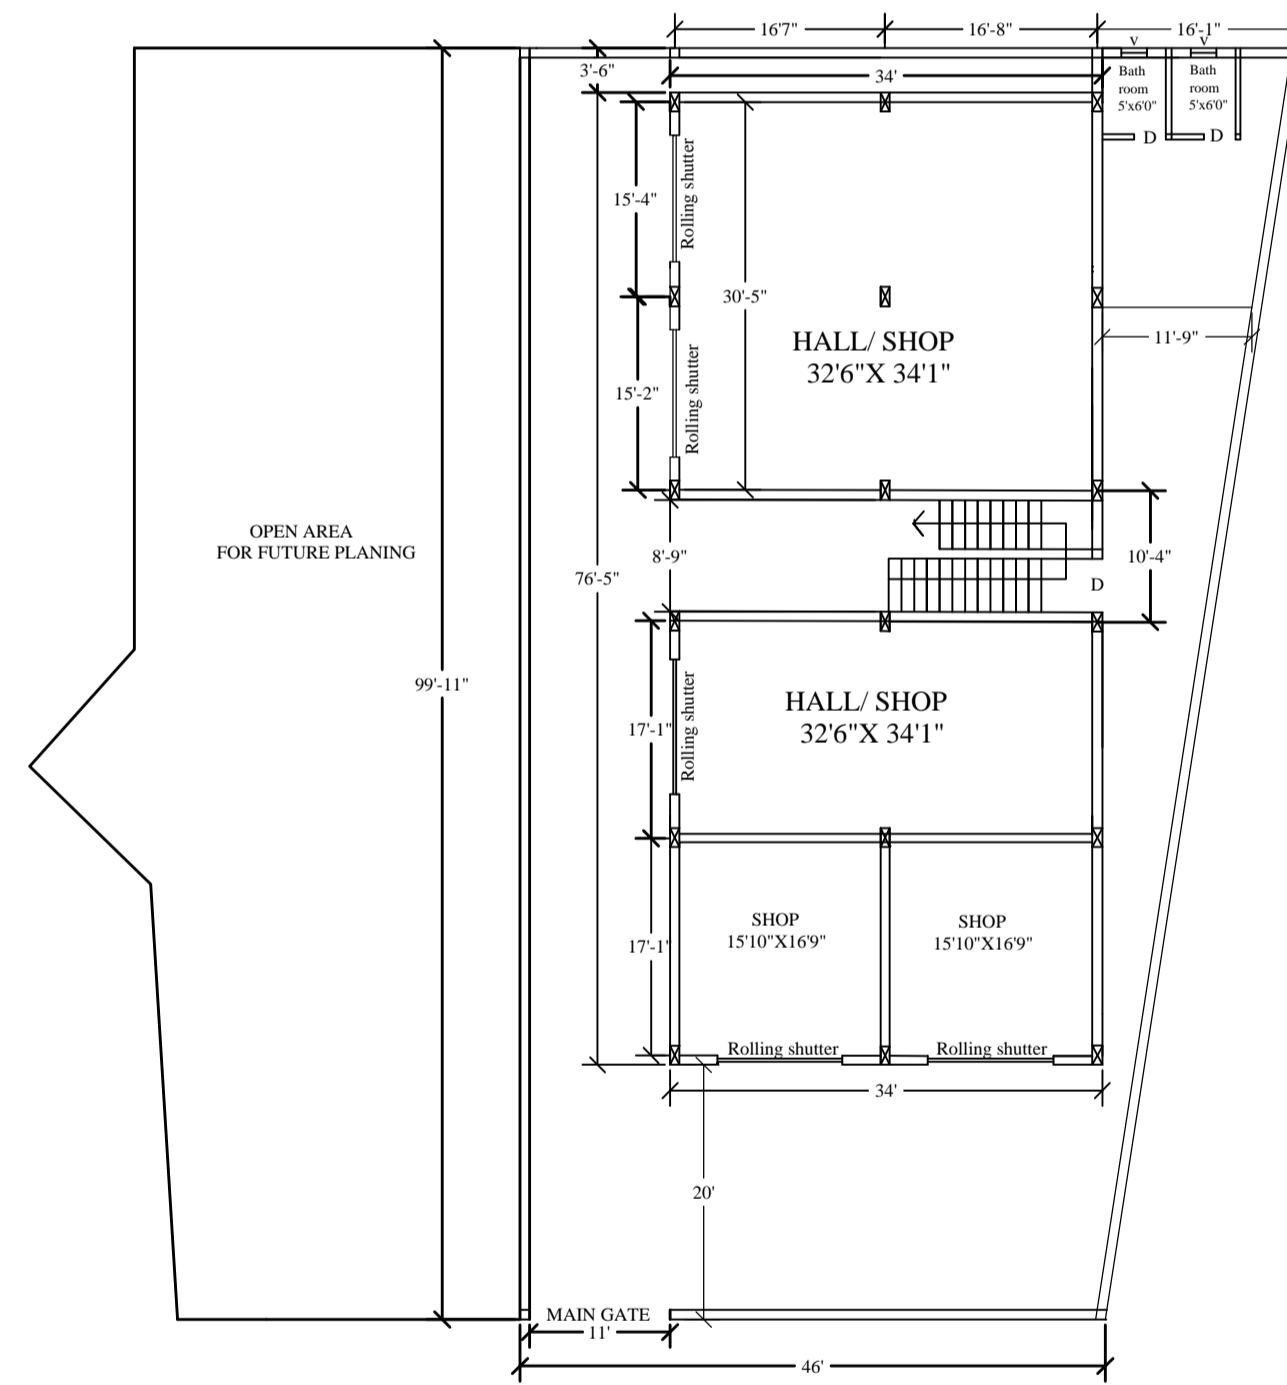 16'7"
16'-8"
16'-1"
3'-6"
34'
V
V
Bath
room
5'x6'0"
Bath
room
5'x6'0"
D
D
15'-4"
Rolling shutter
30'-5"
HALL/ SHOP
32'6"X 34'1"
11'-9"
15'-2"
Rolling shutter
OPEN AREA
FOR FUTURE PLANING
8'-9"
10'-4"
76'-5"
D
99'-11"
17'-1"
Rolling shutter
HALL/ SHOP
32'6"X 34'1"
17'-1"
SHOP
15'10"X16'9"
SHOP
15'10"X16'9"
Rolling shutter
Rolling shutter
34'
20'
MAIN GATE
11'
46'